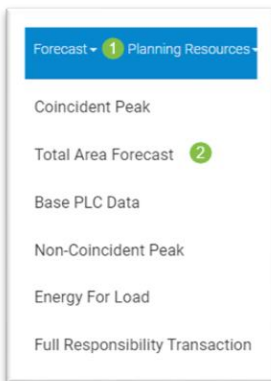 Forecast 1 Planning Resources
Coincident Peak
Total Area Forecast 2
Base PLC Data
Non-Coincident Peak
Energy For Load
Full Responsibility Transaction